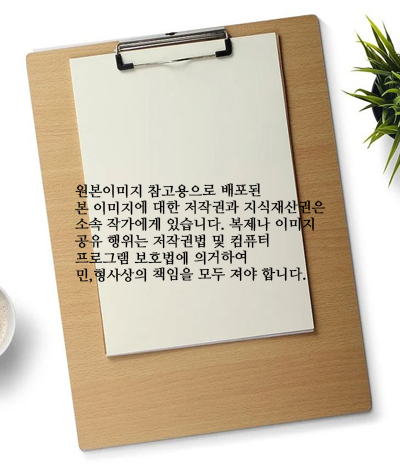 원본이미지 참고용으로 배포된
본 이미지에 대한 저작권과 지식재산권은
소속 작가에게 있습니다. 복제나 이미지
공유 행위는 저작권법 및 컴퓨터
프로그램 보호법에 의거하여
민,형사상의 책임을 모두 져야 합니다.